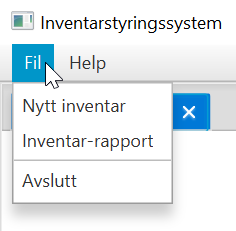 Inventarstyringssystem
Fil Help
Nytt inventar
Inventar-rapport
Avslutt